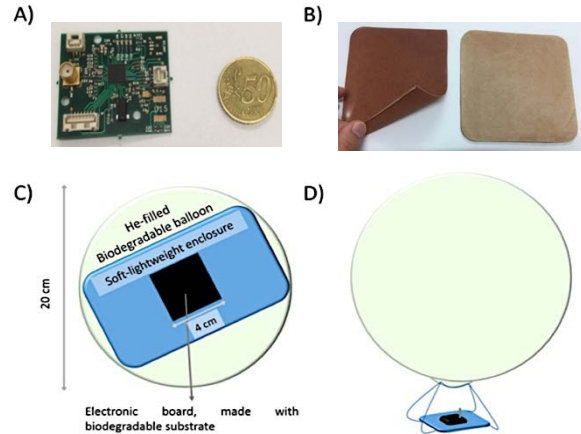 A)
B)
50
C)
D)
20 cm
He-filled
Biodegradable balloon
Soft-lightweight enclosure
4 cm
Electronic board, made with
biodegradable substrate